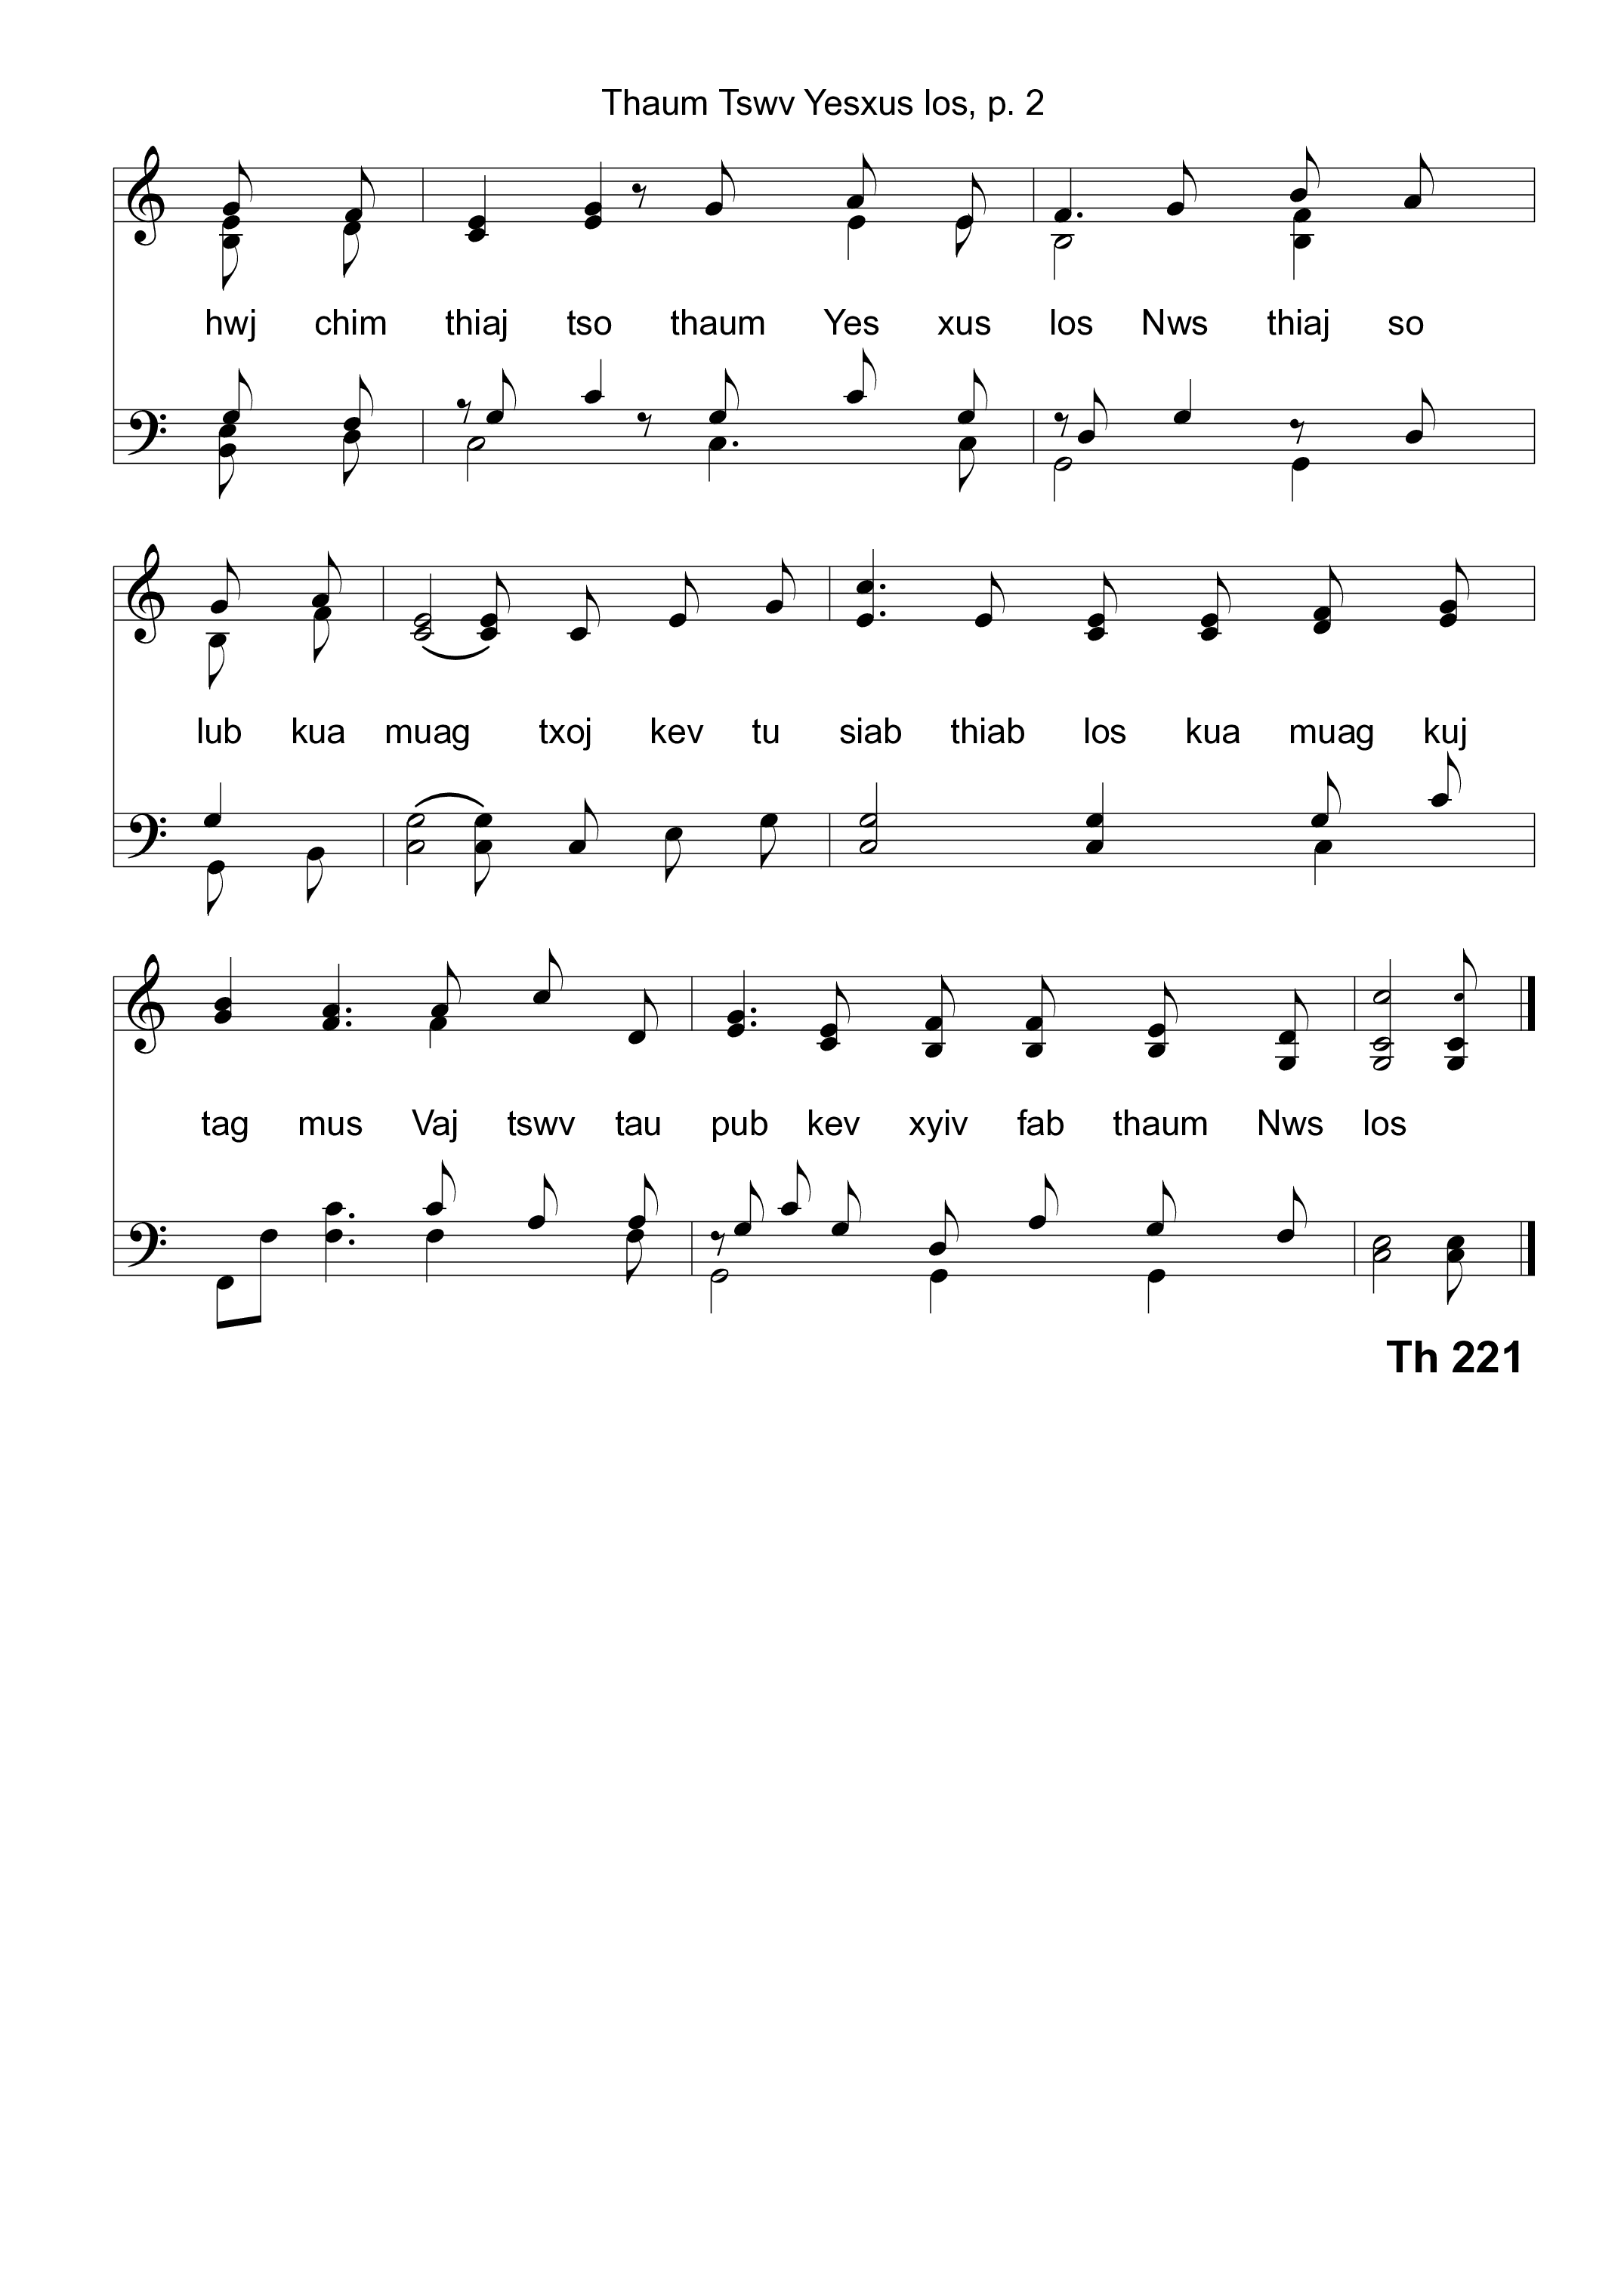 Thaum Tswv Yesxus los, p. 2
hwj chim thiaj tso thaum Yes xus los Nws thiaj so
lub kua muag txoj kev tu siab thiab los kua muag kuj
tag mus Vaj tswv tau pub kev xyiv fab thaum Nws los
Th 221